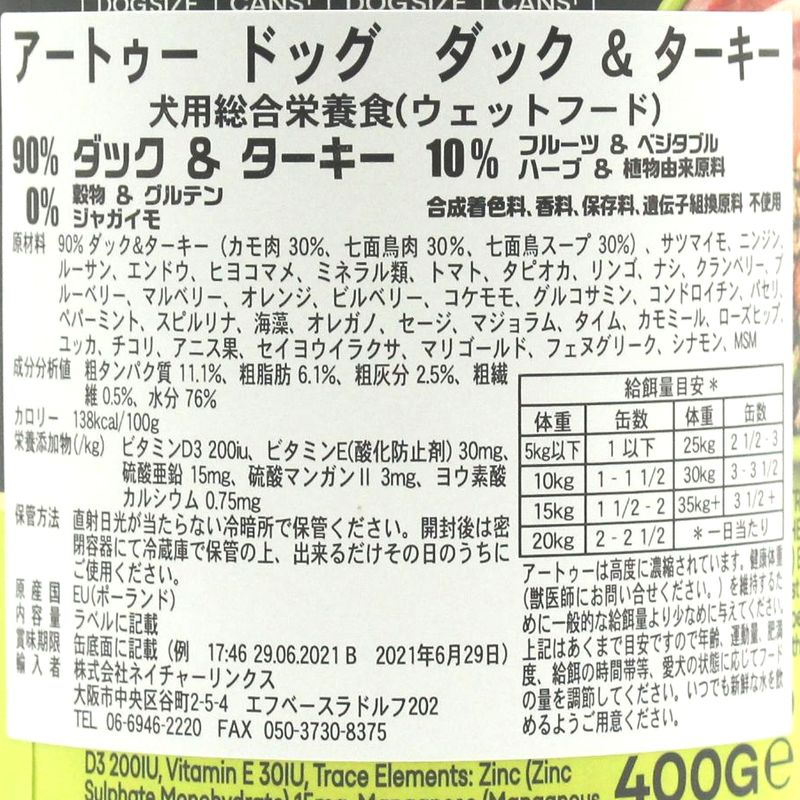 DOGSIZE CANS! DOGSIZE CANS!
アートゥー ドッグ ダック & ターキー
犬用総合栄養食(ウェットフード)
90% ダック & ターキー 10% フルーツ & ベジタブル
ハーブ & 植物由来原料
0% 穀物 & グルテン
ジャガイモ
合成着色料、香料、保存料、遺伝子組換原料 不使用
原材料 90% ダック&ターキー（カモ肉 30%、七面鳥肉 30%、七面鳥スープ 30%）、サツマイモ、ニンジン、
ルーサン、エンドウ、ヒヨコマメ、ミネラル類、トマト、タピオカ、リンゴ、ナシ、クランベリー、ブ
ルーベリー、マルベリー、オレンジ、ビルベリー、コケモモ、グルコサミン、コンドロイチン、パセリ、
ペパーミント、スピルリナ、海藻、オレガノ、セージ、マジョラム、タイム、カモミール、ローズヒップ、
ユッカ、チコリ、アニス果、セイヨウイラクサ、マリゴールド、フェヌグリーク、シナモン、MSM
成分分析値 粗タンパク質 11.1%、粗脂肪 6.1%、粗灰分 2.5%、粗繊
維 0.5%、水分 76%
カロリー 138kcal/100g
栄養添加物(/kg) ビタミンD3 200iu、ビタミンE(酸化防止剤) 30mg、
硫酸亜鉛 15mg、硫酸マンガンⅡ 3mg、ヨウ素酸
カルシウム 0.75mg
保管方法 直射日光が当たらない冷暗所で保管ください。開封後は密
閉容器にて冷蔵庫で保管の上、出来るだけその日のうちに
ご使用ください。
原産国 EU(ポーランド)
内容量 ラベルに記載
賞味期限 缶底面に記載（例 17:46 29.06.2021 B 2021年6月29日）
輸入者 株式会社ネイチャーリンクス
大阪市中央区谷町2-5-4 エフベースラドルフ202
TEL 06-6946-2220 FAX 050-3730-8375
給餌量目安＊
体重 缶数 体重 缶数
5kg以下 1 以下 25kg 2 1/2 - 3
10kg 1 - 1 1/2 30kg 3 - 3 1/2
15kg 1 1/2 - 2 35kg+ 3 1/2 +
20kg 2 - 2 1/2 ＊一日当たり
アートゥーは高度に濃縮されています。健康体重
(獣医師にお問い合せください。)を維持するた
めに一般的な給餌量より少なめに与えてください。
上記はあくまで目安ですので年齢、運動量、肥満
度、給餌の時間帯等、愛犬の状態に応じてフード
の量を調節してください。いつでも新鮮な水を飲
めるようご用意ください。
D3 200IU, Vitamin E 30IU, Trace Elements: Zinc (Zinc
Sulphate Monohydrate) 15mg, Manganese (Manganous
400Ge